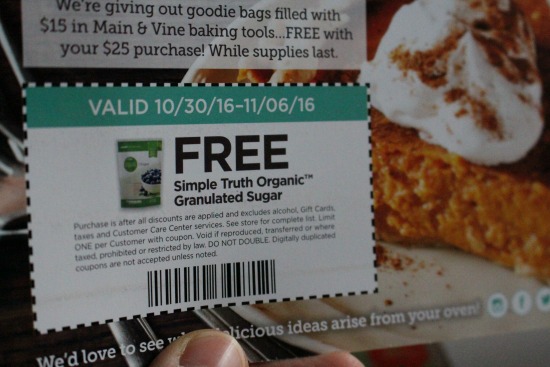 We're giving out goodie bags filled with
$15 in Main & Vine baking tools...FREE with
your $25 purchase! While supplies last.
VALID 10/30/16-11/06/16
FREE
Simple Truth Organic™
Granulated Sugar
Purchase is after all discounts are applied and excludes alcohol, Gift Cards,
taxes and Customer Care Center services. See store for complete list. Limit
ONE per Customer with coupon. Void if reproduced, transferred or where
taxed, prohibited or restricted by law. DO NOT DOUBLE. Digitally duplicated
coupons are not accepted unless noted.
We'd love to see delicious ideas arise from your oven!